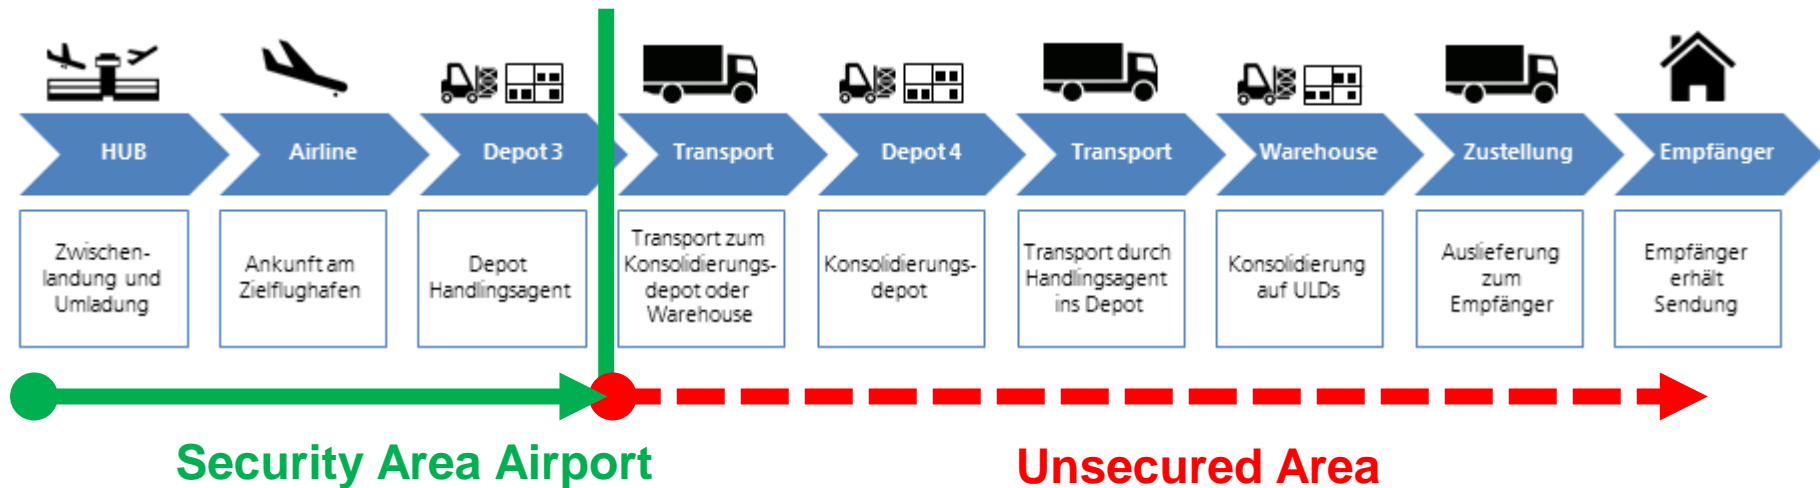 HUB
Airline
Depot 3
Transport
Depot 4
Transport
Warehouse
Zustellung
Empfänger
Zwischen-
landung und
Umladung
Ankunft am
Zielflughafen
Depot
Handlingsagent
Transport zum
Konsolidierungs-
depot oder
Warehouse
Konsolidierungs-
depot
Transport durch
Handlingsagent
ins Depot
Konsolidierung
auf ULDs
Auslieferung
zum
Empfänger
Empfänger
erhält
Sendung
Security Area Airport
Unsecured Area